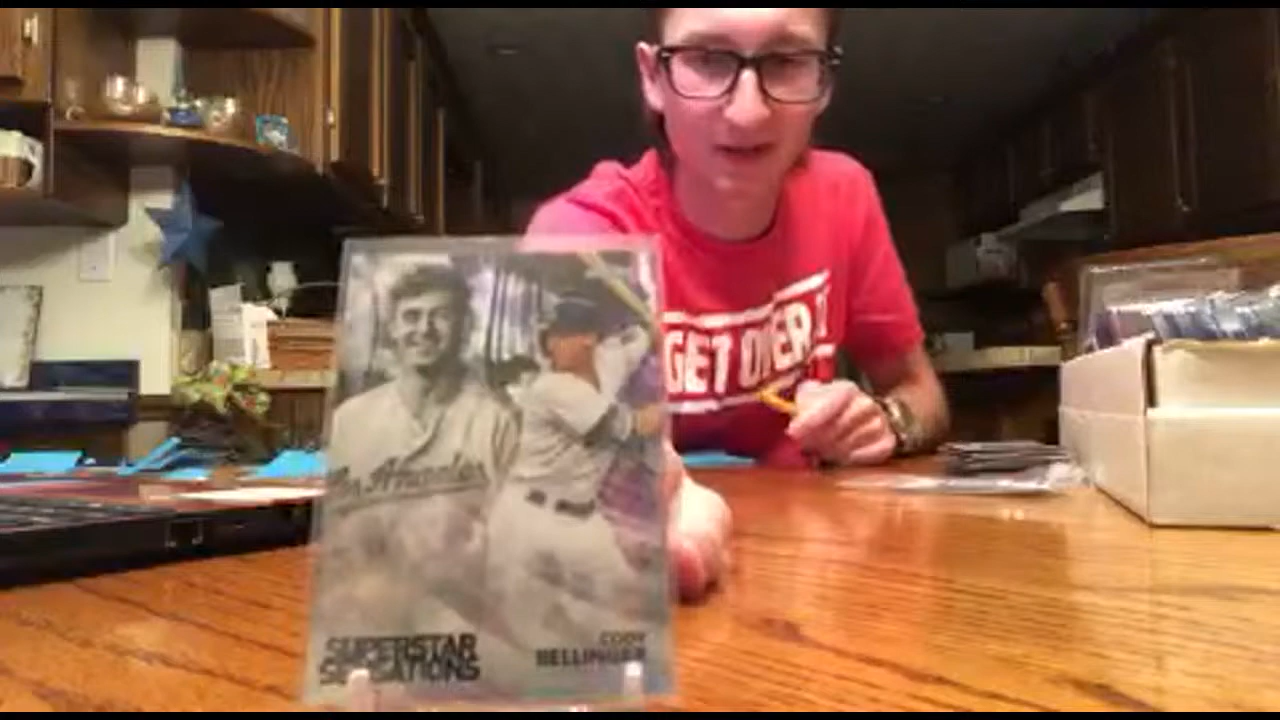 GET OVER IT
Los Angeles
SUPERSTAR
SENSATIONS
CODY
BELLINGER